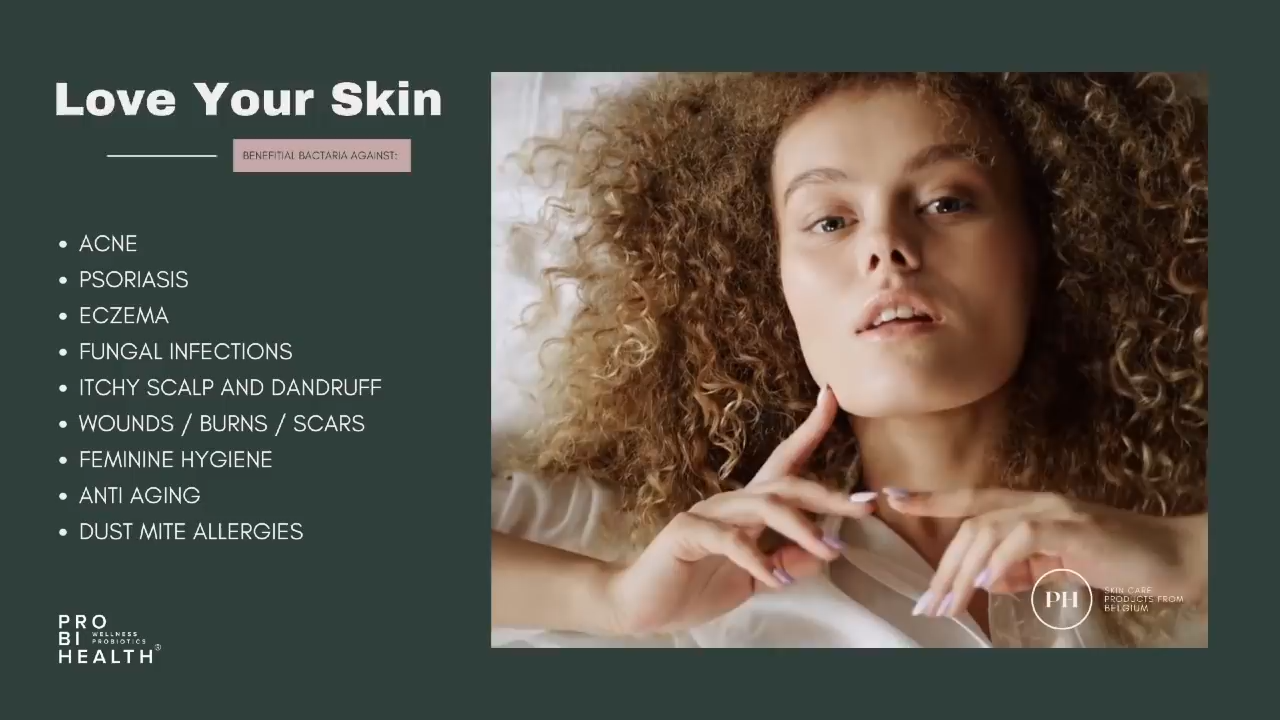 Love Your Skin
BENEFITIAL BACTARIA AGAINST:
• ACNE
• PSORIASIS
• ECZEMA
• FUNGAL INFECTIONS
• ITCHY SCALP AND DANDRUFF
• WOUNDS / BURNS / SCARS
• FEMININE HYGIENE
• ANTI AGING
• DUST MITE ALLERGIES
PRO
BI WELLNESS
PROBIOTICS
HEALTH®
PH
SKIN CARE
PRODUCTS FROM
BELGIUM